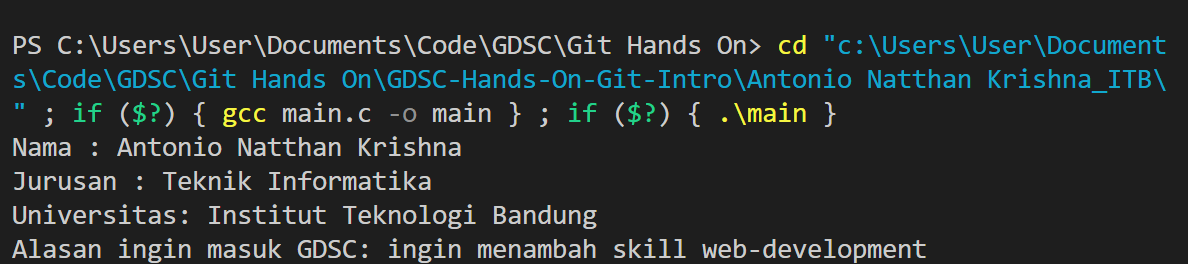 PS C:\Users\User\Documents\Code\GDSC\Git Hands On> cd "c:\Users\User\Document
s\Code\GDSC\Git Hands On\GDSC-Hands-On-Git-Intro\Antonio Natthan Krishna_ITB\
" ; if ($?) { gcc main.c -o main } ; if ($?) { .\main }
Nama : Antonio Natthan Krishna
Jurusan : Teknik Informatika
Universitas: Institut Teknologi Bandung
Alasan ingin masuk GDSC: ingin menambah skill web-development